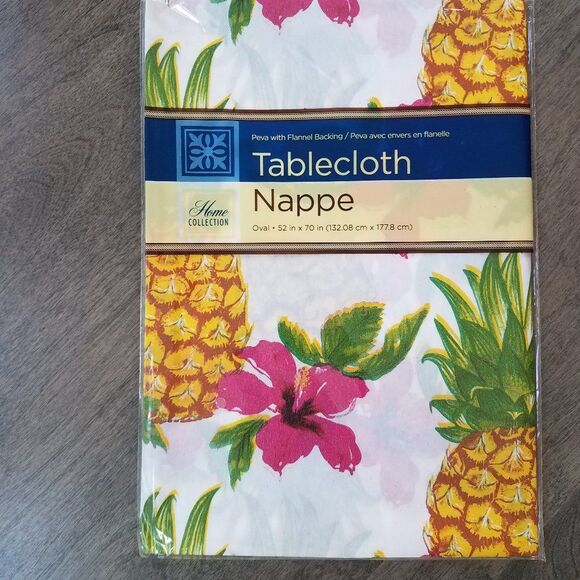 Peva with Flannel Backing / Peva avec envers en flanelle
Tablecloth
Home
COLLECTION
Nappe
Oval • 52 in x 70 in (132.08 cm x 177.8 cm)